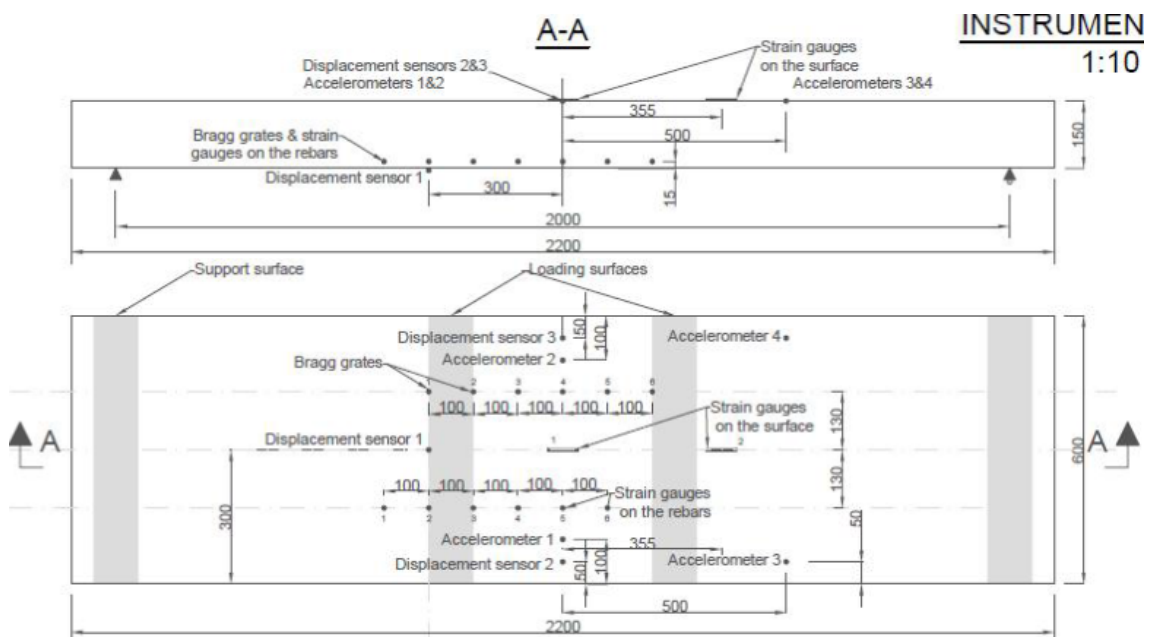 A-A
INSTRUMEN
1:10
Displacement sensors 2&3
Accelerometers 1&2
Strain gauges
on the surface
Accelerometers 3&4
355
500
150
Bragg grates & strain
gauges on the rebars
Displacement sensor 1
300
15
2000
2200
Support surface
Loading surfaces
Displacement sensor 3
50
100
Accelerometer 4
Accelerometer 2
Bragg grates
1 2 3 4 5 6
100 100 100 100 100
Strain gauges
on the surface
130
A
Displacement sensor 1
1
2
600
A
130
100 100 100 100 100
Strain gauges
on the rebars
300
1 2 3 4 5 6
50
Accelerometer 1
355
Displacement sensor 2
50
100
Accelerometer 3
500
2200